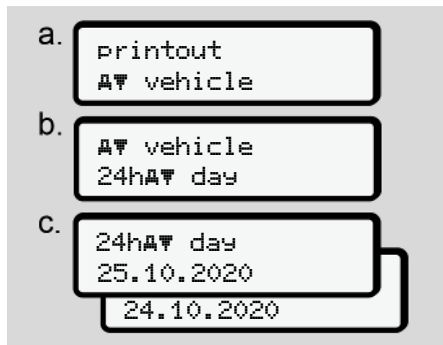 a.
printout
vehicle
b.
vehicle
24h day
c.
24h day
25.10.2020
24.10.2020